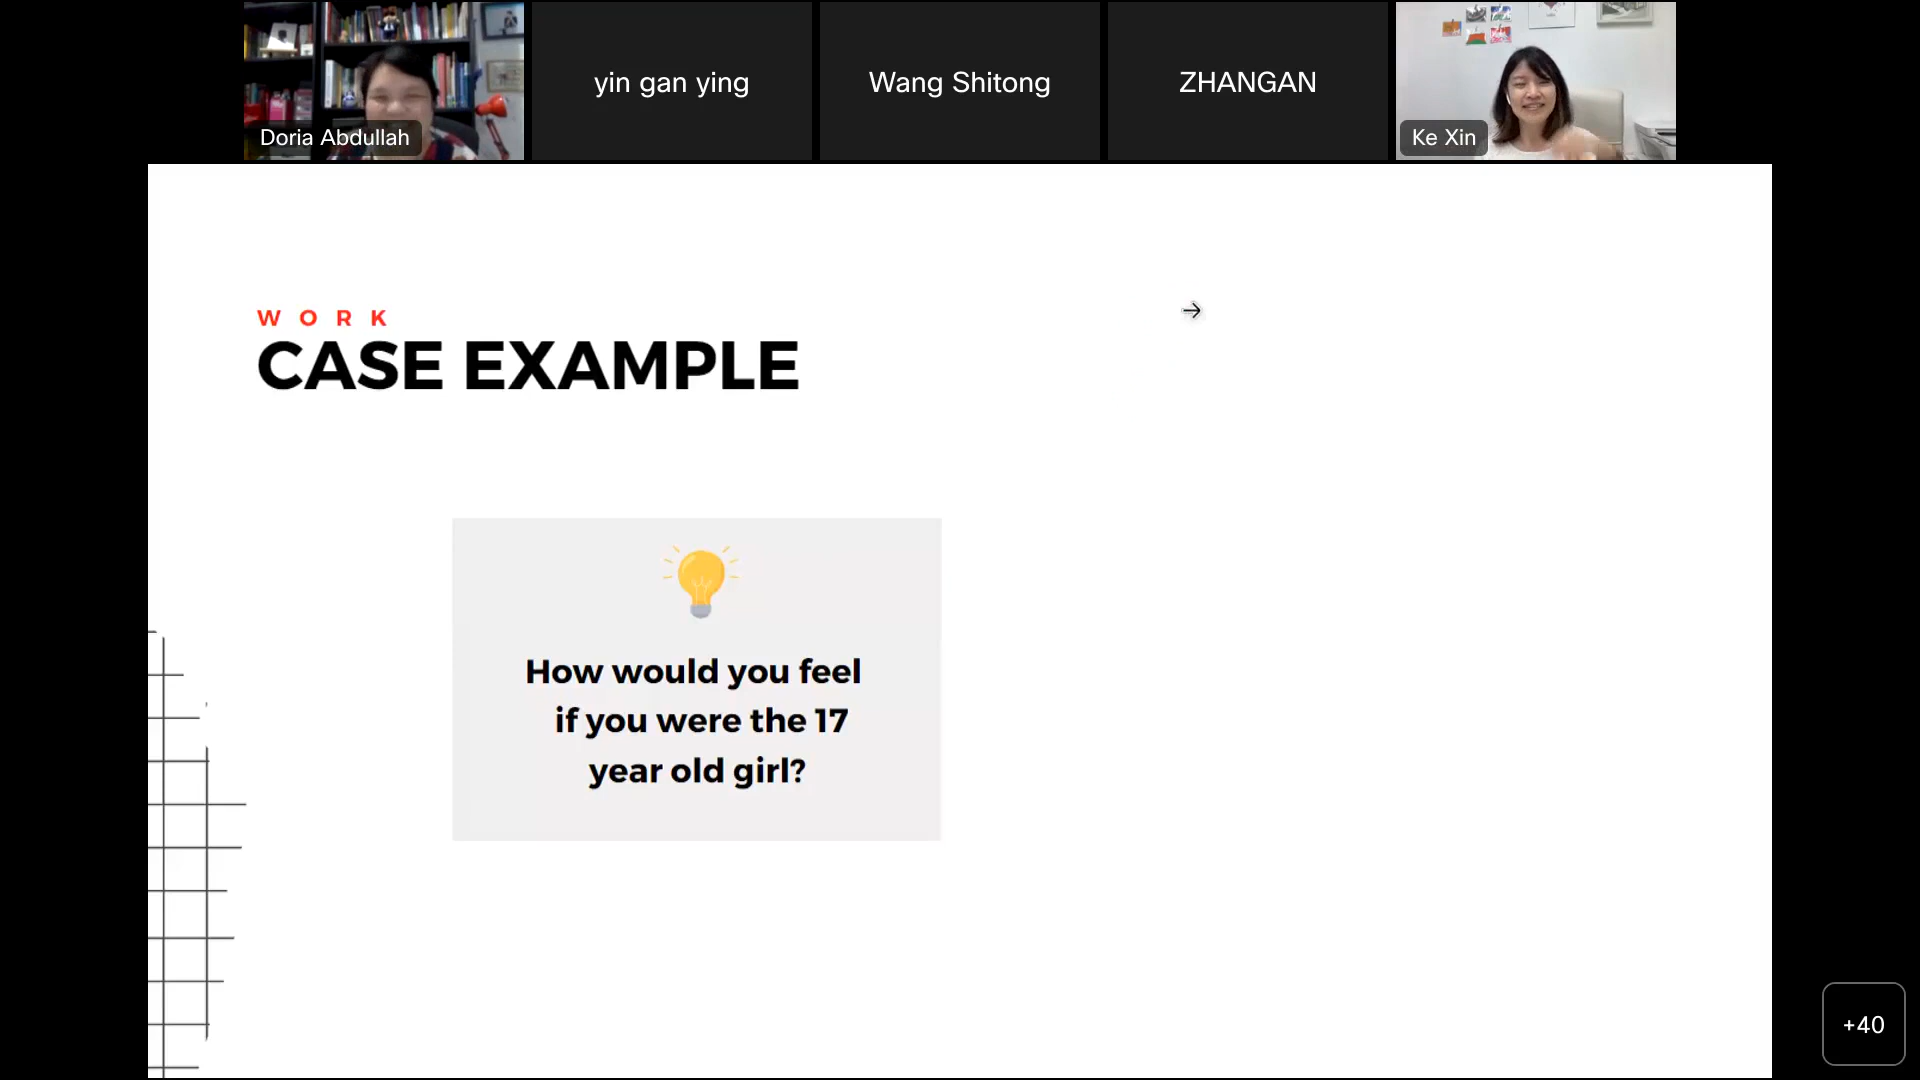 Doria Abdullah
yin gan ying
Wang Shitong
ZHANGAN
Ke Xin
WORK
CASE EXAMPLE
How would you feel
if you were the 17
year old girl?
+40